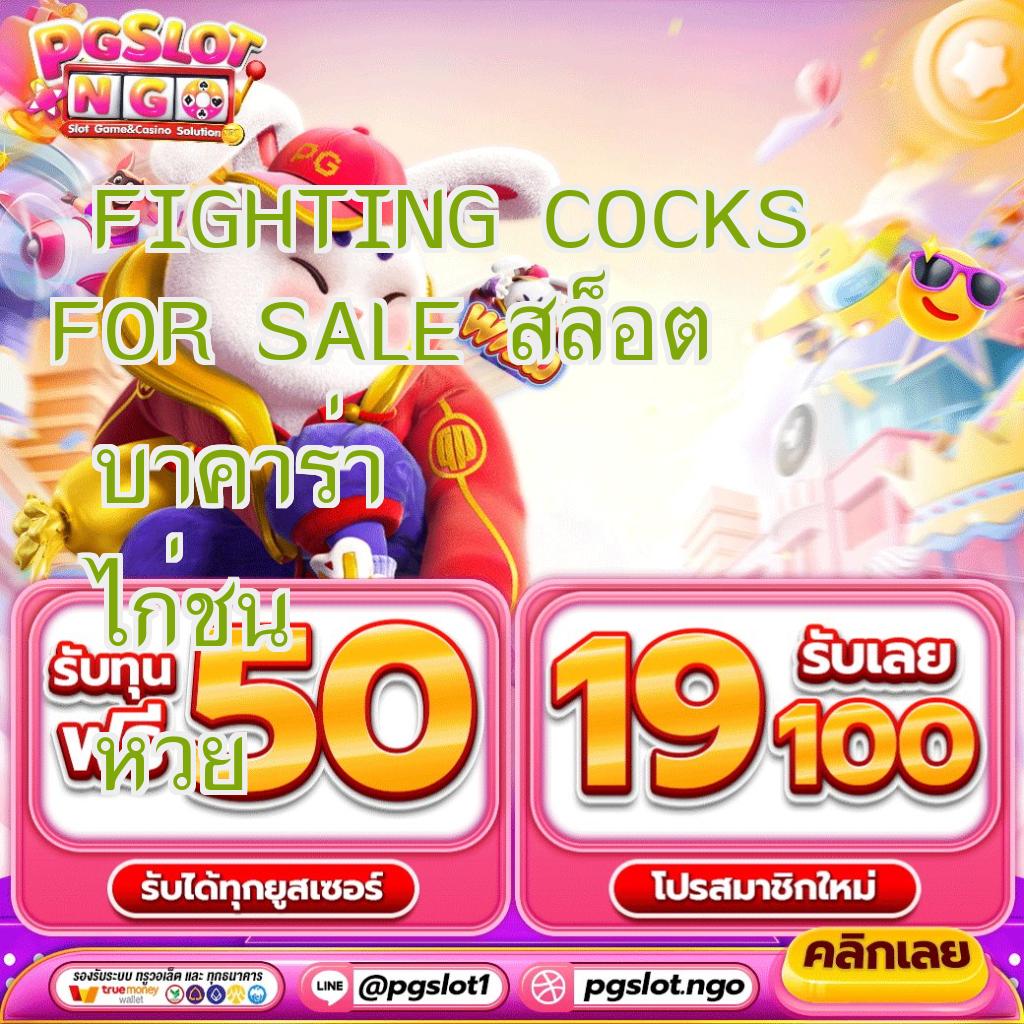 PGSLOT
NGO
Slot Game&Casino Solution
PG
FIGHTING COCKS
FOR SALE สล็อต
บาคาร่า
ไก่ชน
หวย
WILD
รับทุน
ฟรี 50
รับได้ทุกยูสเซอร์
19 รับเลย
100
โปรสมาชิกใหม่
คลิกเลย
รองรับระบบ ทรูวอเล็ต และ ทุกธนาคาร
truemoney
wallet
LINE @pgslot1
pgslot.ngo